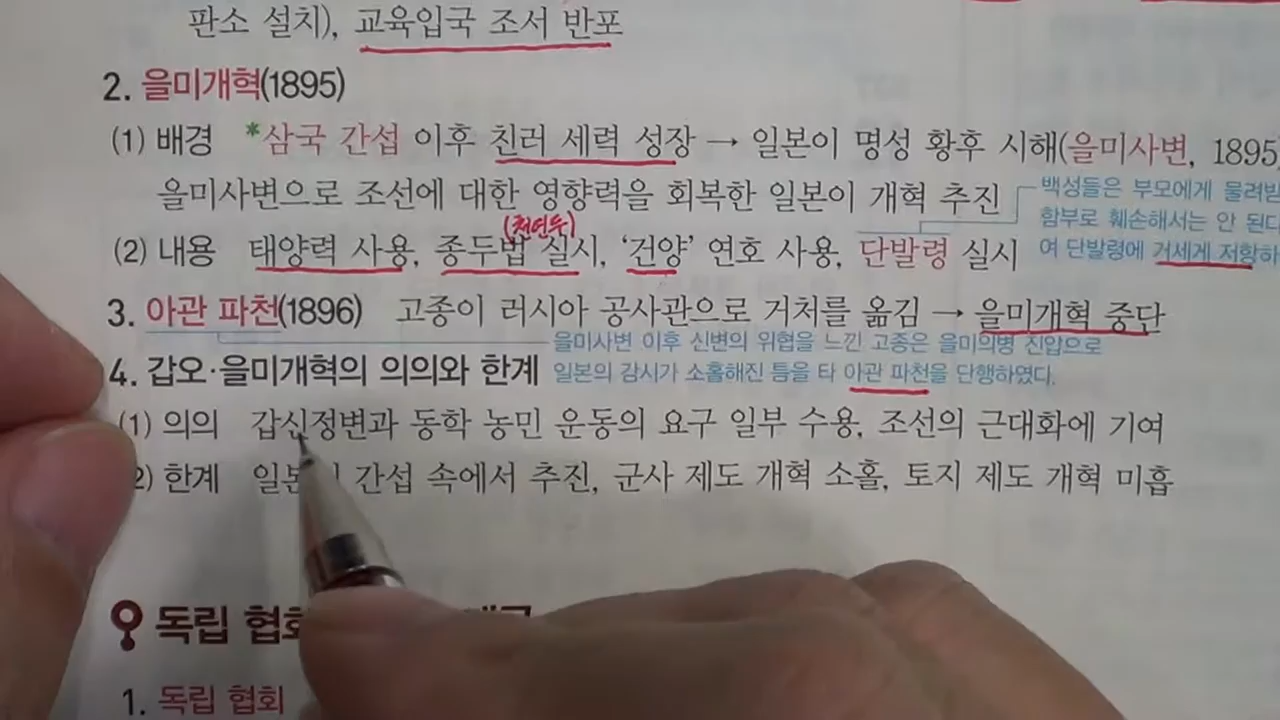 판소 설치), 교육입국 조서 반포
2. 을미개혁(1895)
(1) 배경 *삼국 간섭 이후 친러 세력 성장 → 일본이 명성 황후 시해(을미사변, 1895
을미사변으로 조선에 대한 영향력을 회복한 일본이 개혁 추진
백성들은 부모에게 물려받
함부로 훼손해서는 안 된다
여 단발령에 거세게 저항하
(천연두)
(2) 내용 태양력 사용, 종두법 실시, ‘건양’ 연호 사용, 단발령 실시
3. 아관 파천(1896) 고종이 러시아 공사관으로 거처를 옮김 → 을미개혁 중단
을미사변 이후 신변의 위협을 느낀 고종은 을미의병 진압으로
일본의 감시가 소홀해진 틈을 타 아관 파천을 단행하였다.
4. 갑오·을미개혁의 의의와 한계
(1) 의의 갑신정변과 동학 농민 운동의 요구 일부 수용, 조선의 근대화에 기여
2) 한계 간섭 속에서 추진, 군사 제도 개혁 소홀, 토지 제도 개혁 미흡
독립 협회
1. 독립 협회